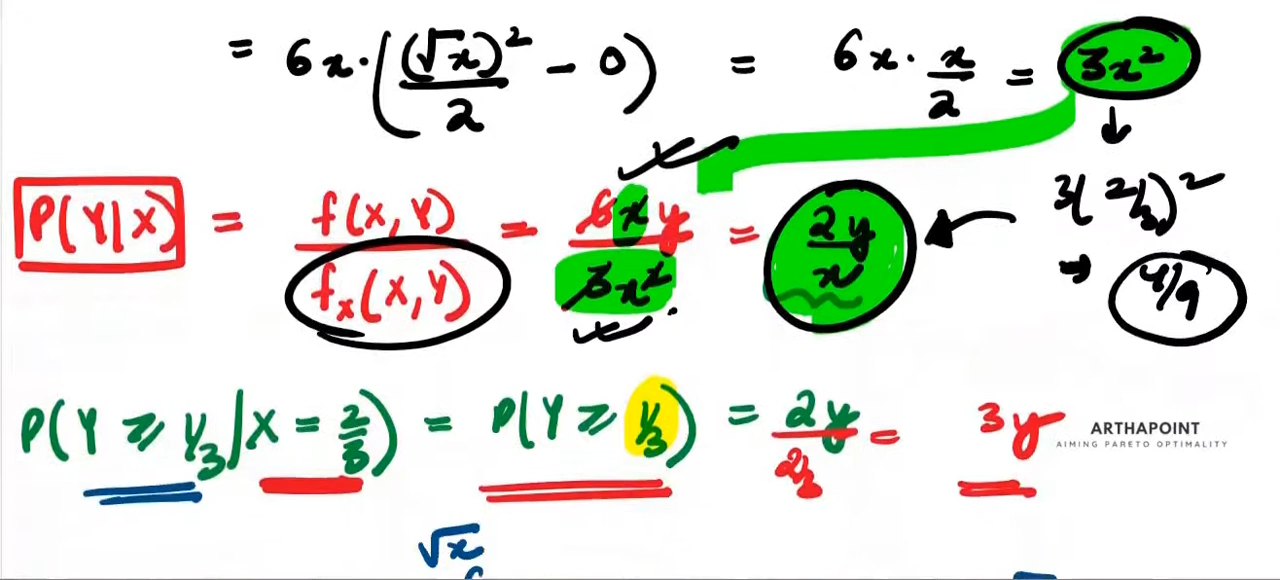 = 6x·((√x)²/2 - 0) = 6x·x/2 = 3x²
↓
P(Y|X) = f(X,Y)/fₓ(X,Y) = 6xy/3x² = 2y/x ← 3(2/3)²
⇒ 4/9
P(Y ≥ 1/3 | X = 2/3) = P(Y ≥ 1/3) = 2y/2/3 = 3y
ARTHAPOINT
AIMING PARETO OPTIMALITY
√x